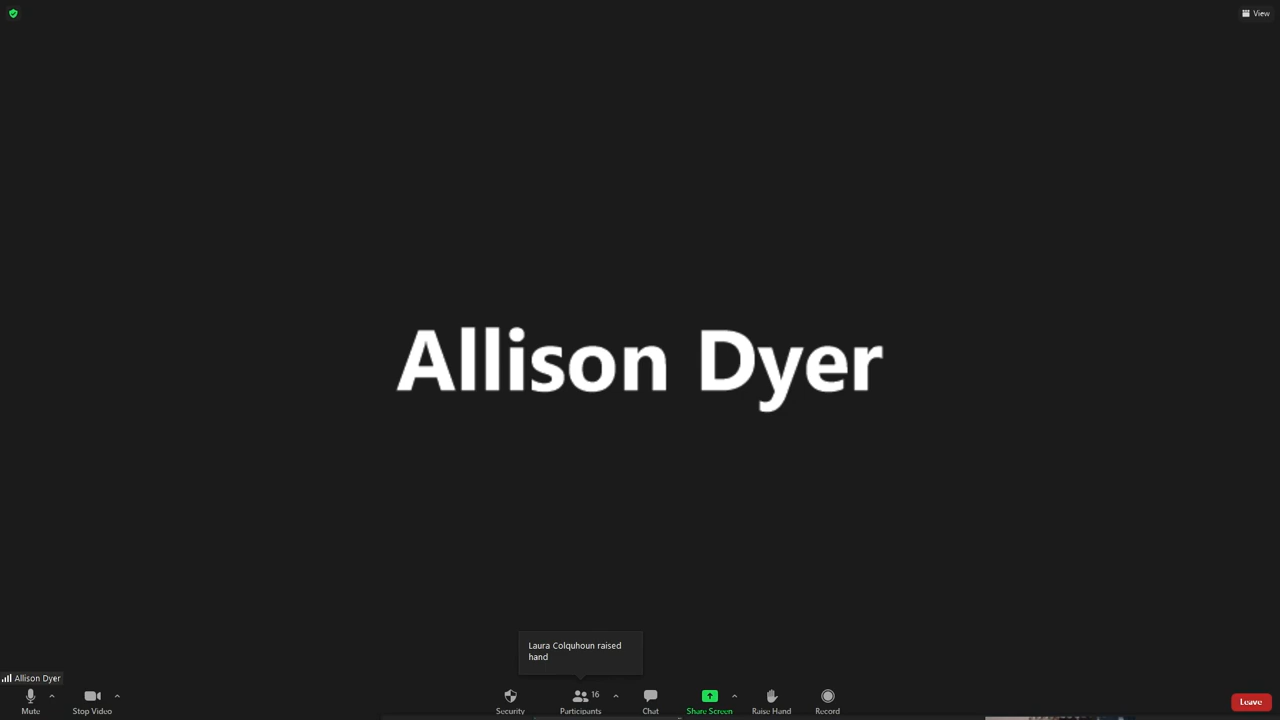 View
Allison Dyer
Laura Colquhoun raised
hand
Allison Dyer
Mute
Stop Video
Security
16
Participants
Chat
Share Screen
Raise Hand
Record
Leave